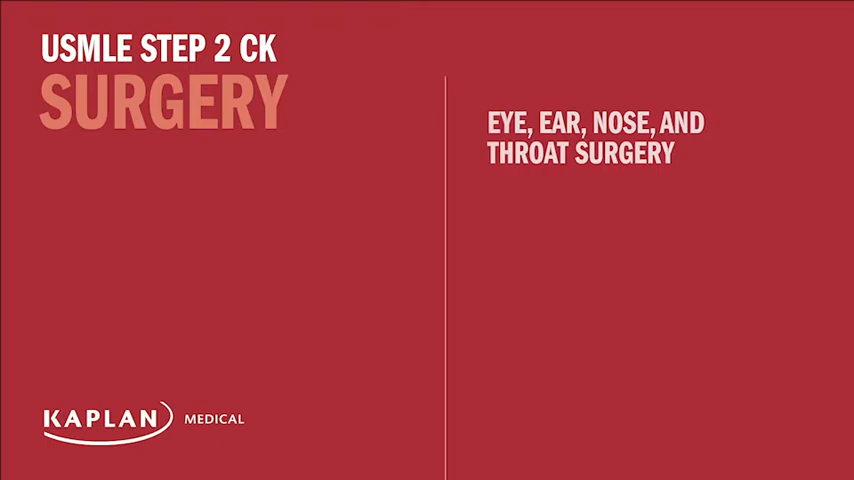 USMLE STEP 2 CK
SURGERY
EYE, EAR, NOSE, AND
THROAT SURGERY
KAPLAN MEDICAL